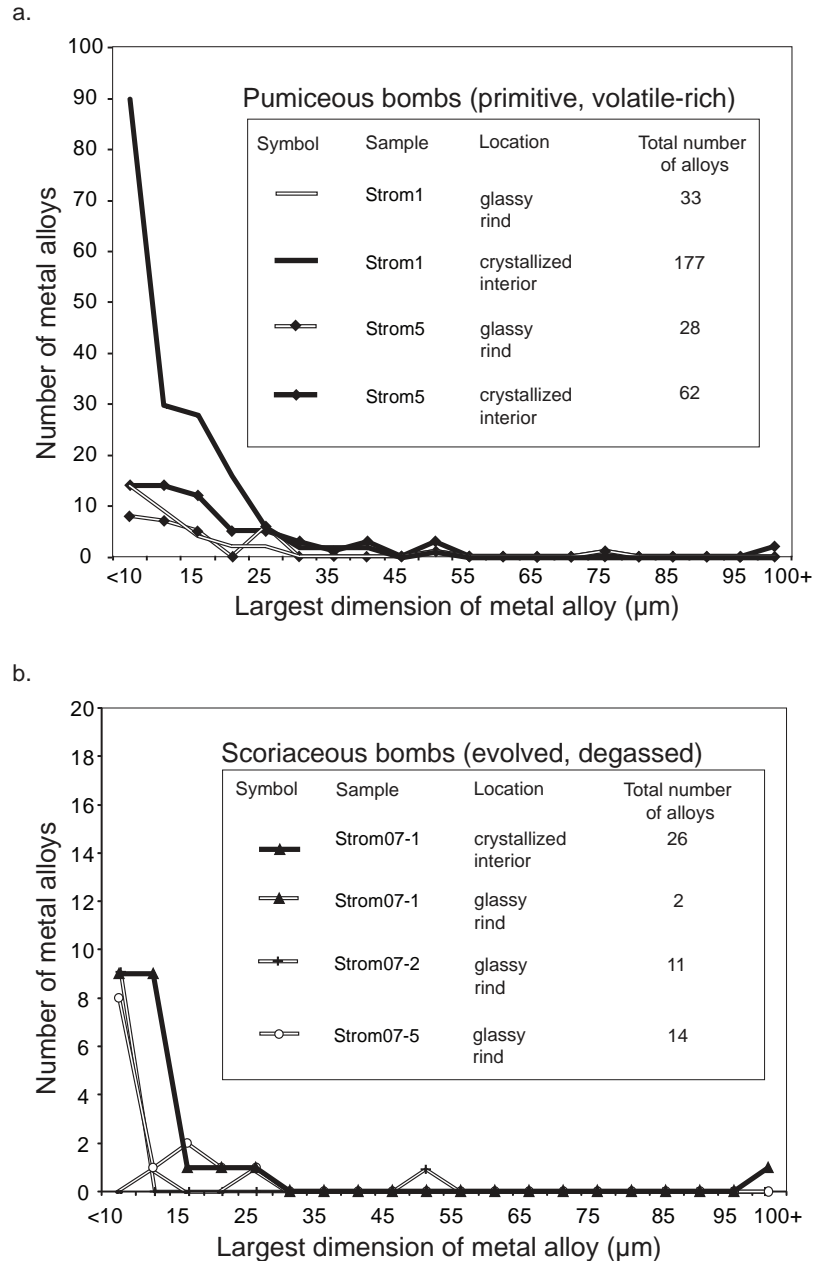 a.
100
90
80
70
60
50
40
30
20
10
0
Number of metal alloys
Pumiceous bombs (primitive, volatile-rich)
Symbol Sample Location Total number
of alloys
Strom1 glassy 33
rind
Strom1 crystallized 177
interior
Strom5 glassy 28
rind
Strom5 crystallized 62
interior
<10 15 25 35 45 55 65 75 85 95 100+
Largest dimension of metal alloy (µm)
b.
20
18
16
14
12
10
8
6
4
2
0
Number of metal alloys
Scoriaceous bombs (evolved, degassed)
Symbol Sample Location Total number
of alloys
Strom07-1 crystallized 26
interior
Strom07-1 glassy 2
rind
Strom07-2 glassy 11
rind
Strom07-5 glassy 14
rind
<10 15 25 35 45 55 65 75 85 95 100+
Largest dimension of metal alloy (µm)